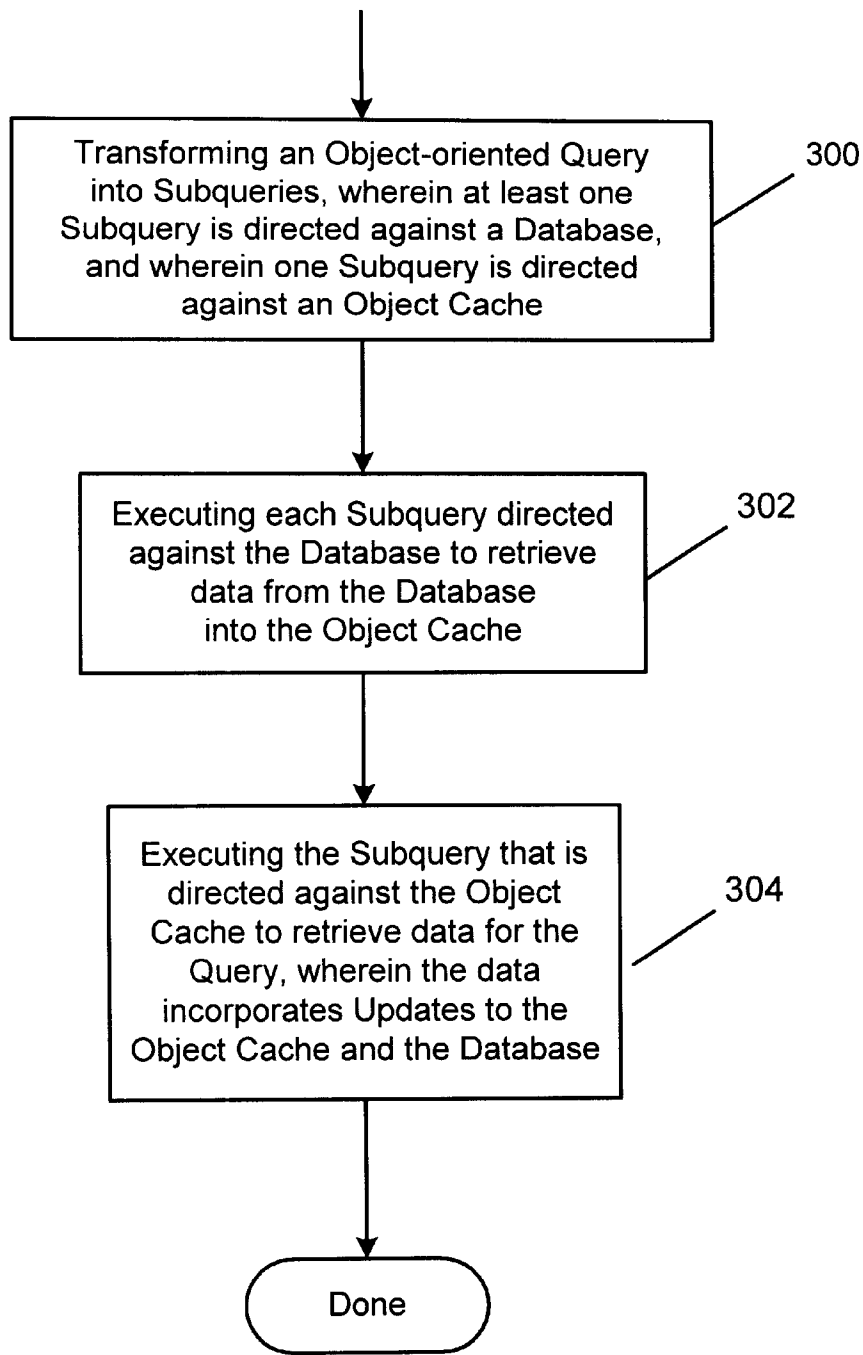 Transforming an Object-oriented Query
into Subqueries, wherein at least one
Subquery is directed against a Database,
and wherein one Subquery is directed
against an Object Cache
300
Executing each Subquery directed
against the Database to retrieve
data from the Database
into the Object Cache
302
Executing the Subquery that is
directed against the Object
Cache to retrieve data for the
Query, wherein the data
incorporates Updates to the
Object Cache and the Database
304
Done